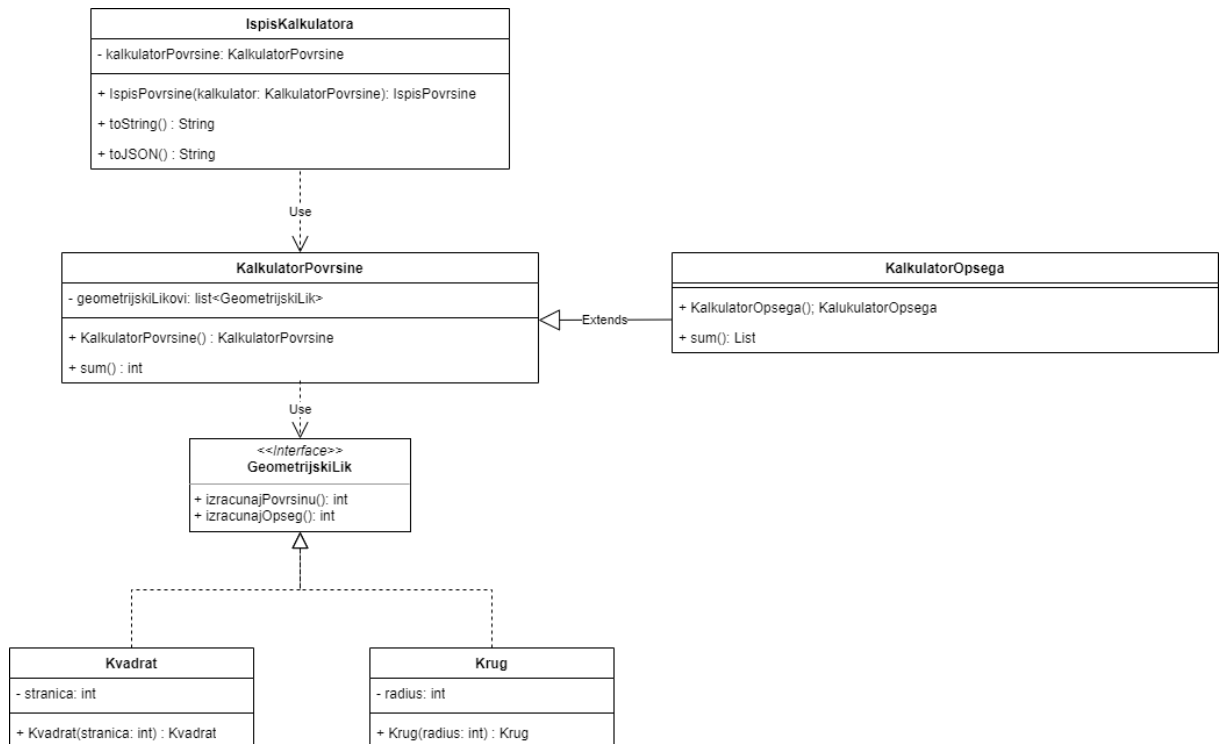 IspisKalkulatora
- kalkulatorPovrsine: KalkulatorPovrsine
+ IspisPovrsine(kalkulator: KalkulatorPovrsine): IspisPovrsine
+ toString() : String
+ toJSON() : String
Use
KalkulatorPovrsine
- geometrijskiLikovi: list<GeometrijskiLik>
+ KalkulatorPovrsine() : KalkulatorPovrsine
+ sum() : int
Extends
KalkulatorOpsega
+ KalkulatorOpsega(); KalukulatorOpsega
+ sum(): List
Use
<<Interface>>
GeometrijskiLik
+ izracunajPovrsinu(): int
+ izracunajOpseg(): int
Kvadrat
- stranica: int
+ Kvadrat(stranica: int) : Kvadrat
Krug
- radius: int
+ Krug(radius: int) : Krug